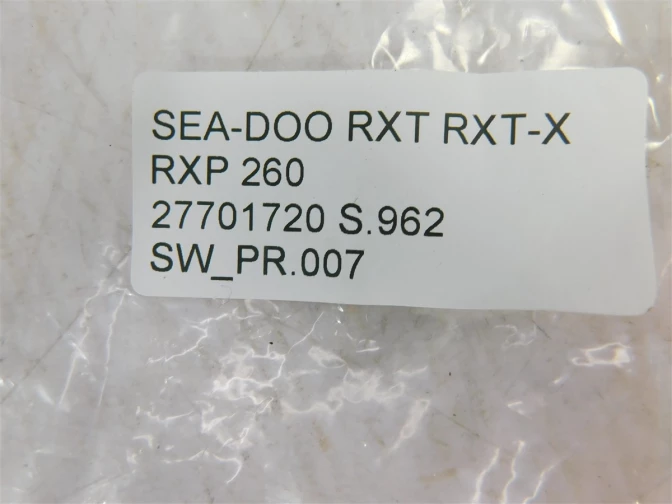 SEA-DOO RXT RXT-X
RXP 260
27701720 S.962
SW_PR.007